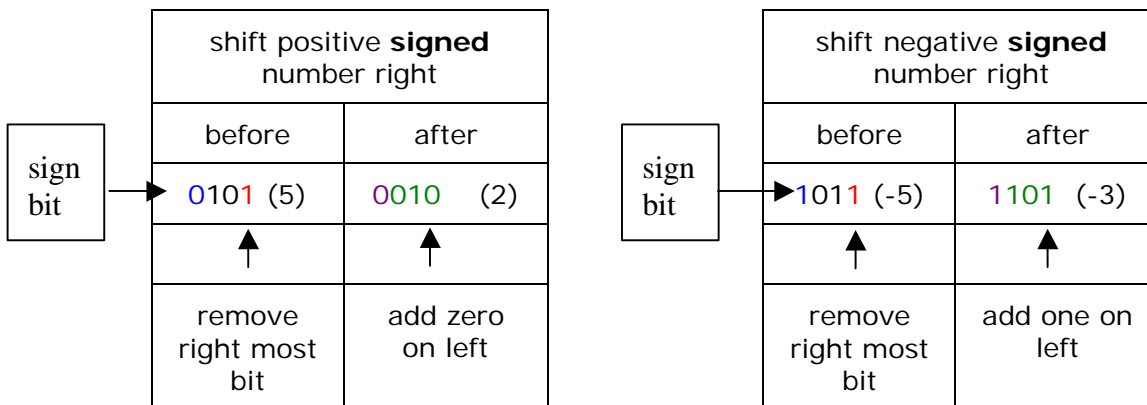 shift positive signed
number right
before
after
sign
bit
0101 (5)
0010 (2)
remove
right most
bit
add zero
on left
shift negative signed
number right
before
after
sign
bit
1011 (-5)
1101 (-3)
remove
right most
bit
add one on
left